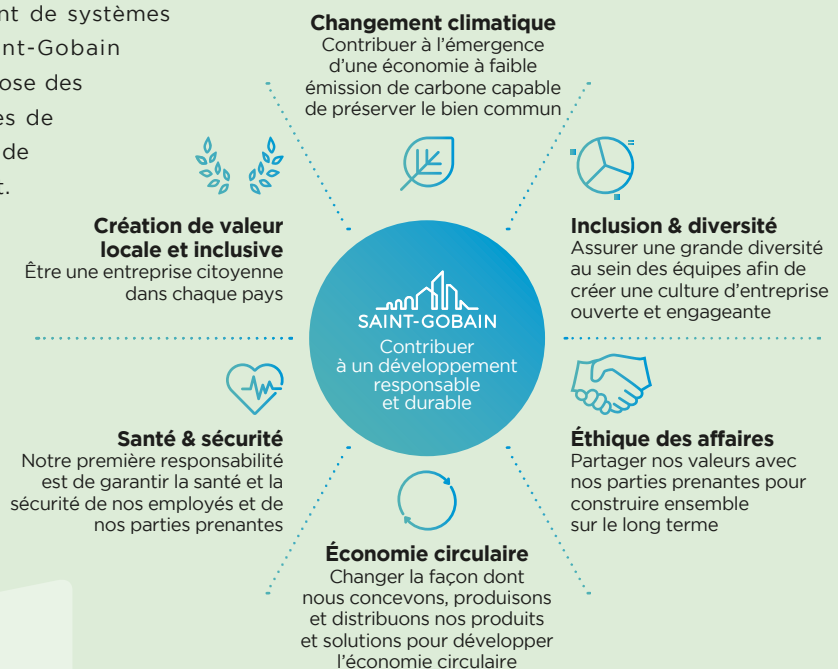 de systèmes
Saint-Gobain
des
de
de
Changement climatique
Contribuer à l’émergence
d’une économie à faible
émission de carbone capable
de préserver le bien commun
Création de valeur
locale et inclusive
Être une entreprise citoyenne
dans chaque pays
Inclusion & diversité
Assurer une grande diversité
au sein des équipes afin de
créer une culture d’entreprise
ouverte et engageante
SAINT-GOBAIN
Contribuer
à un développement
responsable
et durable
Santé & sécurité
Notre première responsabilité
est de garantir la santé et la
sécurité de nos employés et de
nos parties prenantes
Éthique des affaires
Partager nos valeurs avec
nos parties prenantes pour
construire ensemble
sur le long terme
Économie circulaire
Changer la façon dont
nous concevons, produisons
et distribuons nos produits
et solutions pour développer
l’économie circulaire